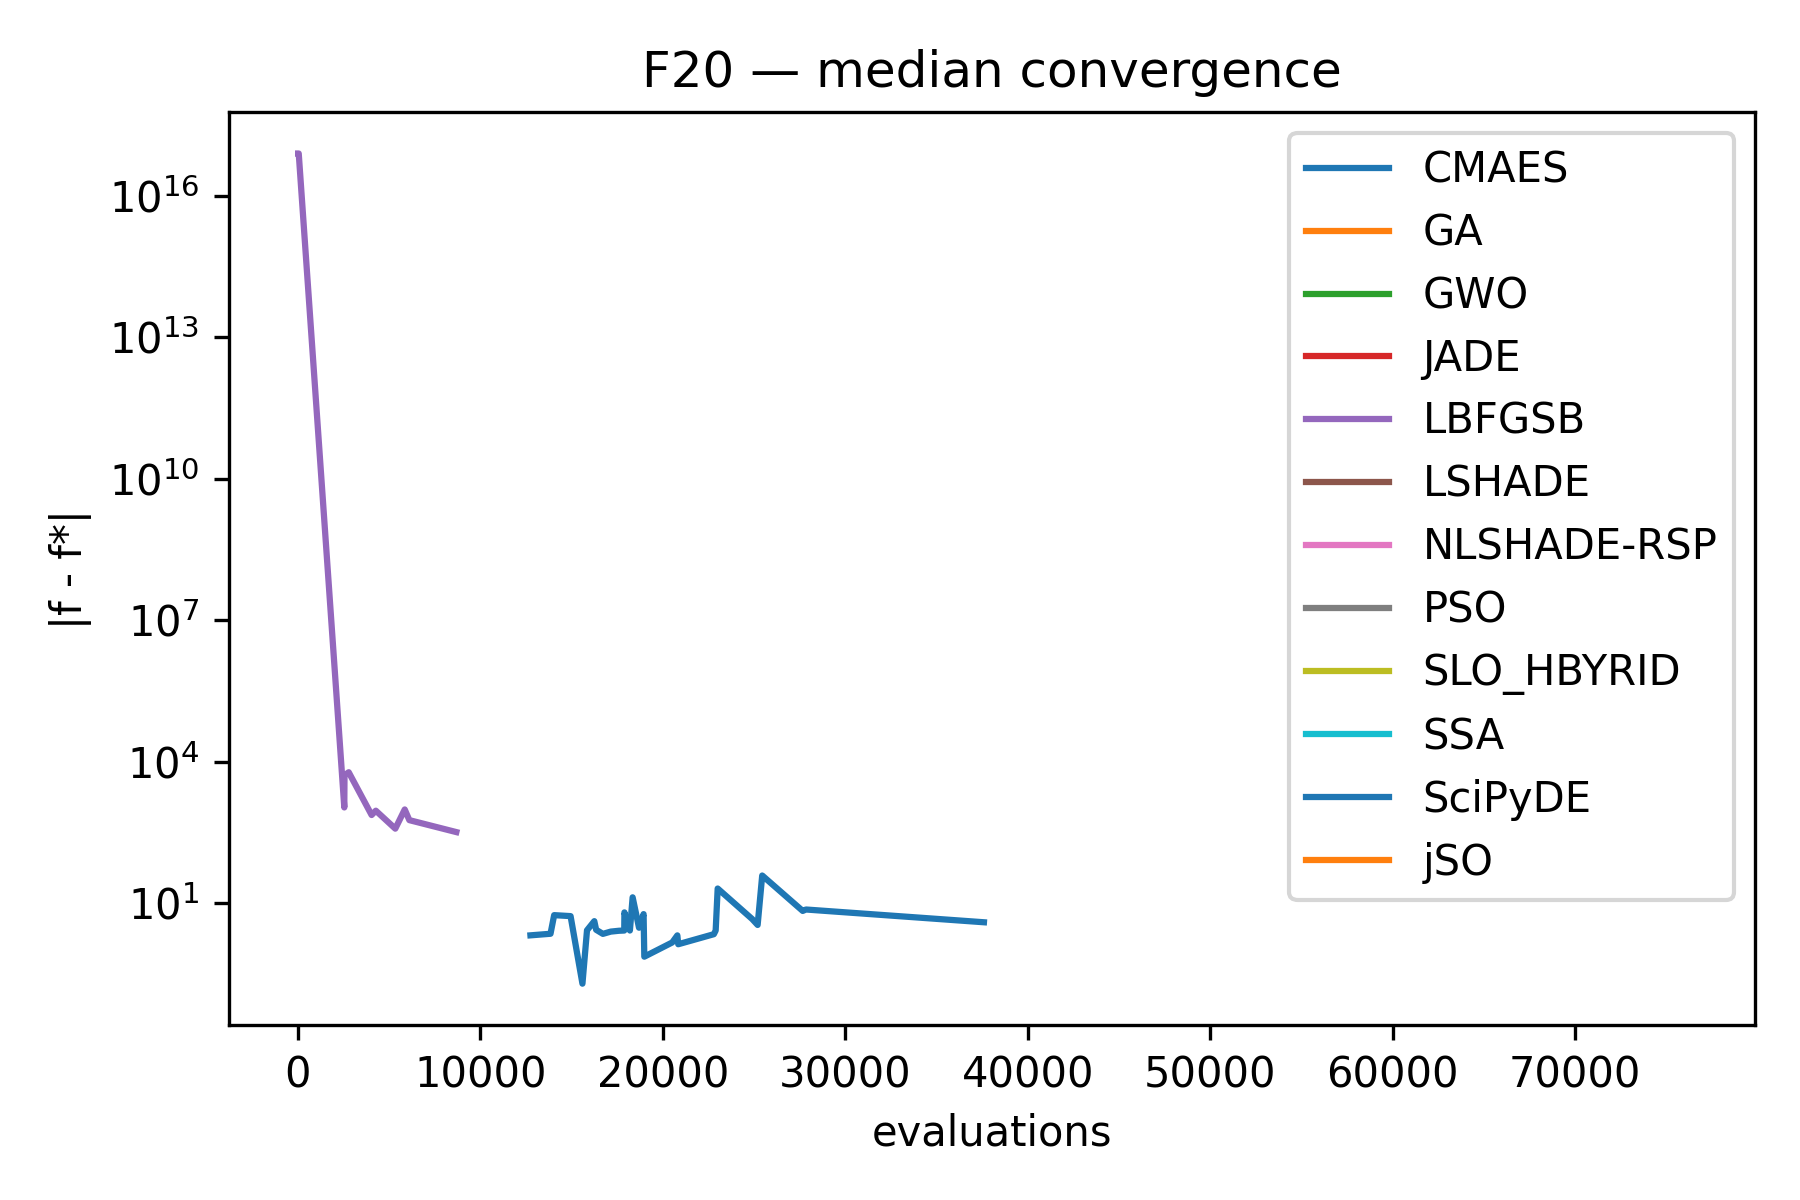 F20 — median convergence
10^16
10^13
10^10
10^7
10^4
10^1
|f - f*|
0 10000 20000 30000 40000 50000 60000 70000
evaluations
CMAES
GA
GWO
JADE
LBFGSB
LSHADE
NLSHADE-RSP
PSO
SLO_HBYRID
SSA
SciPyDE
jSO